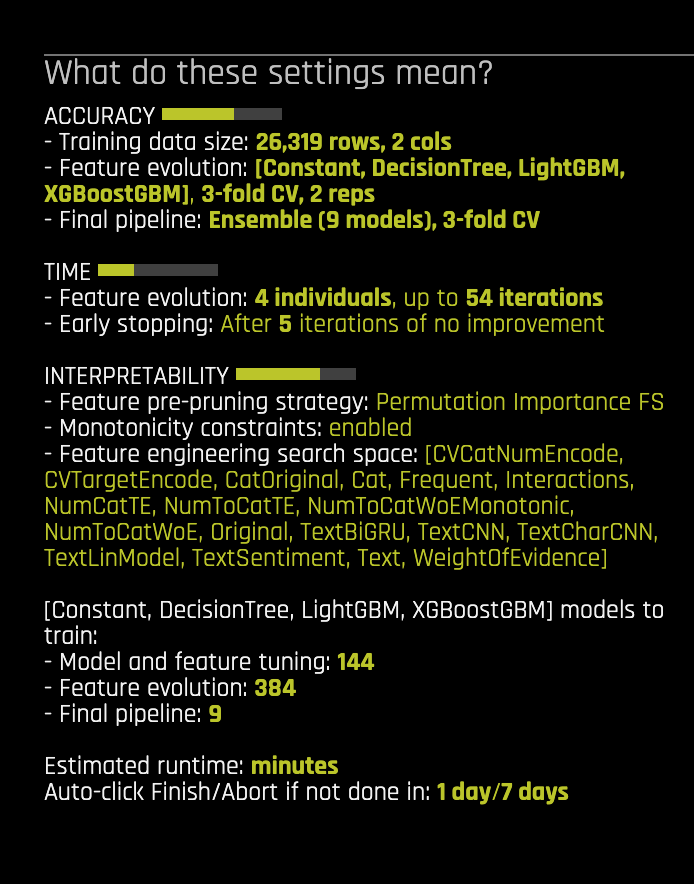 What do these settings mean?
ACCURACY
- Training data size: 26,319 rows, 2 cols
- Feature evolution: [Constant, DecisionTree, LightGBM,
XGBoostGBM], 3-fold CV, 2 reps
- Final pipeline: Ensemble (9 models), 3-fold CV
TIME
- Feature evolution: 4 individuals, up to 54 iterations
- Early stopping: After 5 iterations of no improvement
INTERPRETABILITY
- Feature pre-pruning strategy: Permutation Importance FS
- Monotonicity constraints: enabled
- Feature engineering search space: [CVCatNumEncode,
CVTargetEncode, CatOriginal, Cat, Frequent, Interactions,
NumCatTE, NumToCatTE, NumToCatWoEMonotonic,
NumToCatWoE, Original, TextBiGRU, TextCNN, TextCharCNN,
TextLinModel, TextSentiment, Text, WeightOfEvidence]
[Constant, DecisionTree, LightGBM, XGBoostGBM] models to
train:
- Model and feature tuning: 144
- Feature evolution: 384
- Final pipeline: 9
Estimated runtime: minutes
Auto-click Finish/Abort if not done in: 1 day/7 days